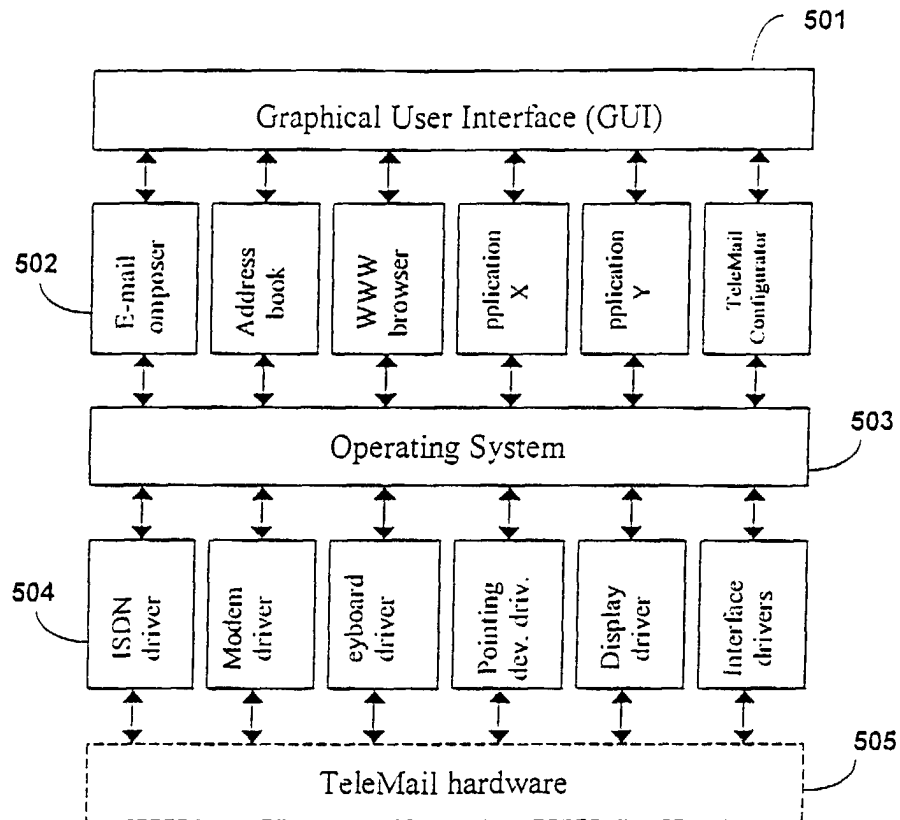 501
Graphical User Interface (GUI)
502
E-mail
omposer
Address
book
WWW
browser
pplication
X
pplication
Y
TeleMail
Configurator
Operating System
503
504
ISDN
driver
Modem
driver
eyboard
driver
Pointing
dev. driv.
Display
driver
Interface
drivers
TeleMail hardware
505